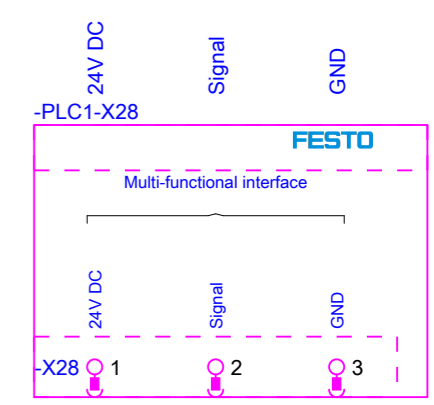 24V DC
Signal
GND
-PLC1-X28
FESTO
Multi-functional interface
24V DC
Signal
GND
-X28 1 2 3